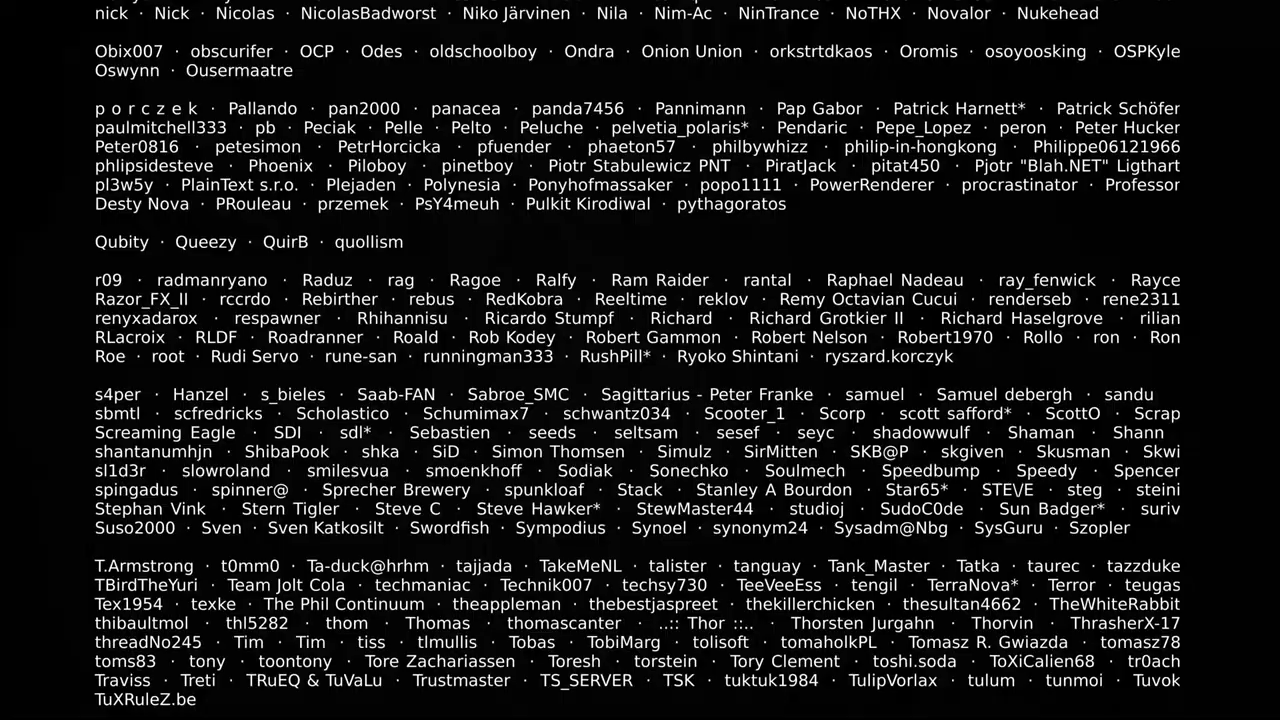 nick · Nick · Nicolas · NicolasBadworst · Niko Järvinen · Nila · Nim-Ac · NinTrance · NoTHX · Novalor · Nukehead
Obix007 · obscurifer · OCP · Odes · oldschoolboy · Ondra · Onion Union · orkstrtdkaos · Oromis · osoyoosking · OSPKyle
Oswynn · Ousermaatre
p o r c z e k · Pallando · pan2000 · panacea · panda7456 · Pannimann · Pap Gabor · Patrick Harnett* · Patrick Schöfer
paulmitchell333 · pb · Peciak · Pelle · Pelto · Peluche · pelvetia_polaris* · Pendaric · Pepe_Lopez · peron · Peter Hucker
Peter0816 · petesimon · PetrHorcicka · pfuender · phaeton57 · philbywhizz · philip-in-hongkong · Philippe06121966
phlipsidesteve · Phoenix · Piloboy · pinetboy · Piotr Stabulewicz PNT · PiratJack · pitat450 · Pjotr "Blah.NET" Ligthart
pl3w5y · PlainText s.r.o. · Plejaden · Polynesia · Ponyhofmassaker · popo1111 · PowerRenderer · procrastinator · Professor
Desty Nova · PRouleau · przemek · PsY4meuh · Pulkit Kirodiwal · pythagoratos
Qubity · Queezy · QuirB · quollism
r09 · radmanryano · Raduz · rag · Ragoe · Ralfy · Ram Raider · rantal · Raphael Nadeau · ray_fenwick · Rayce
Razor_FX_II · rccrdo · Rebirther · rebus · RedKobra · Reeltime · reklov · Remy Octavian Cucui · renderseb · rene2311
renyxadarox · respawner · Rhihannisu · Ricardo Stumpf · Richard · Richard Grotkier II · Richard Haselgrove · rilian
RLacroix · RLDF · Roadranner · Roald · Rob Kodey · Robert Gammon · Robert Nelson · Robert1970 · Rollo · ron · Ron
Roe · root · Rudi Servo · rune-san · runningman333 · RushPill* · Ryoko Shintani · ryszard.korczyk
s4per · Hanzel · s_bieles · Saab-FAN · Sabroe_SMC · Sagittarius - Peter Franke · samuel · Samuel debergh · sandu
sbmtl · scfredricks · Scholastico · Schumimax7 · schwantz034 · Scooter_1 · Scorp · scott safford* · ScottO · Scrap
Screaming Eagle · SDI · sdl* · Sebastien · seeds · seltsam · sesef · seyc · shadowwulf · Shaman · Shann
shantanumhjn · ShibaPook · shka · SiD · Simon Thomsen · Simulz · SirMitten · SKB@P · skgiven · Skusman · Skwi
sl1d3r · slowroland · smilesvua · smoenkhoff · Sodiak · Sonechko · Soulmech · Speedbump · Speedy · Spencer
spingadus · spinner@ · Sprecher Brewery · spunkloaf · Stack · Stanley A Bourdon · Star65* · STE\/E · steg · steini
Stephan Vink · Stern Tigler · Steve C · Steve Hawker* · StewMaster44 · studioj · SudoC0de · Sun Badger* · suriv
Suso2000 · Sven · Sven Katkosilt · Swordfish · Sympodius · Synoel · synonym24 · Sysadm@Nbg · SysGuru · Szopler
T.Armstrong · t0mm0 · Ta-duck@hrhm · tajjada · TakeMeNL · talister · tanguay · Tank_Master · Tatka · taurec · tazzduke
TBirdTheYuri · Team Jolt Cola · techmaniac · Technik007 · techsy730 · TeeVeeEss · tengil · TerraNova* · Terror · teugas
Tex1954 · texke · The Phil Continuum · theappleman · thebestjaspreet · thekillerchicken · thesultan4662 · TheWhiteRabbit
thibaultmol · thl5282 · thom · Thomas · thomascanter · ..:: Thor ::.. · Thorsten Jurgahn · Thorvin · ThrasherX-17
threadNo245 · Tim · Tim · tiss · tlmullis · Tobas · TobiMarg · tolisoft · tomaholkPL · Tomasz R. Gwiazda · tomasz78
toms83 · tony · toontony · Tore Zachariassen · Toresh · torstein · Tory Clement · toshi.soda · ToXiCalien68 · tr0ach
Traviss · Treti · TRuEQ & TuVaLu · Trustmaster · TS_SERVER · TSK · tuktuk1984 · TulipVorlax · tulum · tunmoi · Tuvok
TuXRuleZ.be